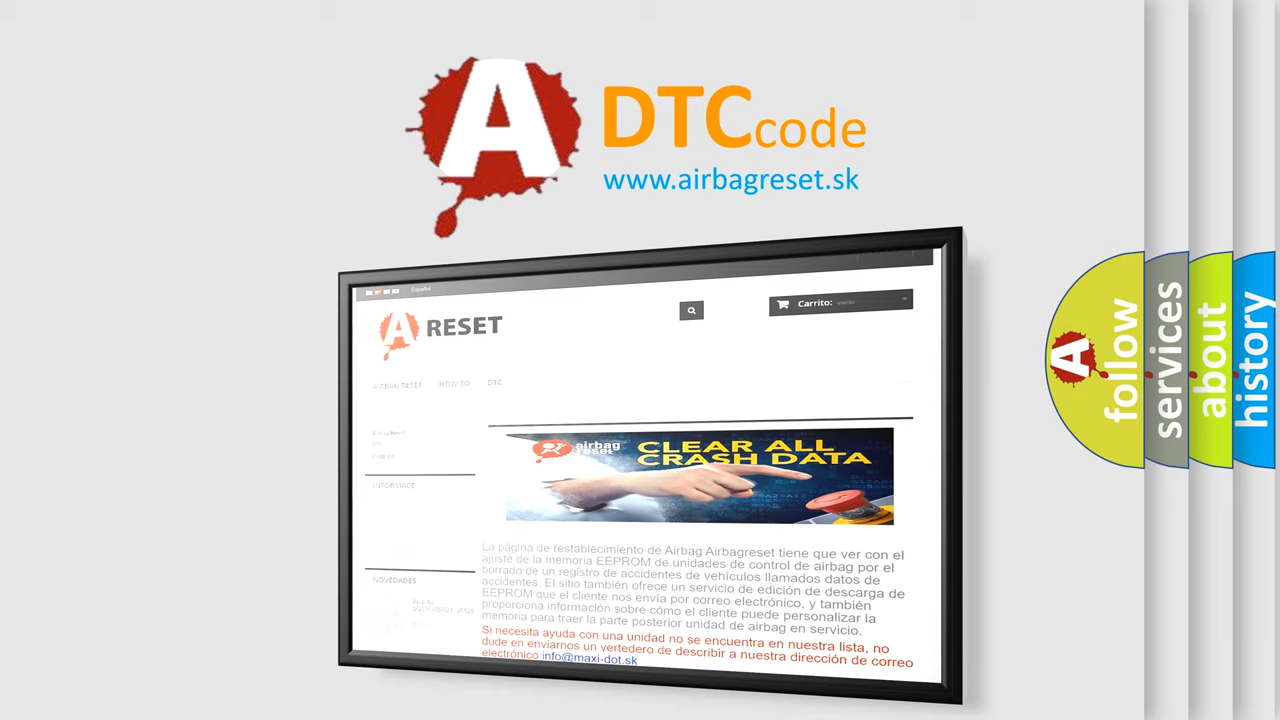 A
DTCcode
www.airbagreset.sk
Español
A RESET
Carrito: vacío
AIRBAG RESET HOW TO DTC
INFORMACE
airbag
reset
CLEAR ALL
CRASH DATA
La página de restablecimiento de Airbag Airbagreset tiene que ver con el
ajuste de la memoria EEPROM de unidades de control de airbag por el
borrado de un registro de accidentes de vehículos llamados datos de
accidentes. El sitio también ofrece un servicio de edición de descarga de
EEPROM que el cliente nos envía por correo electrónico, y también
proporciona información sobre cómo el cliente puede personalizar la
memoria para traer la parte posterior unidad de airbag en servicio.
Si necesita ayuda con una unidad no se encuentra en nuestra lista, no
dude en enviarnos un vertedero de describir a nuestra dirección de correo
electrónico info@maxi-dot.sk
NOVEDADES
A
follow
services
about
history